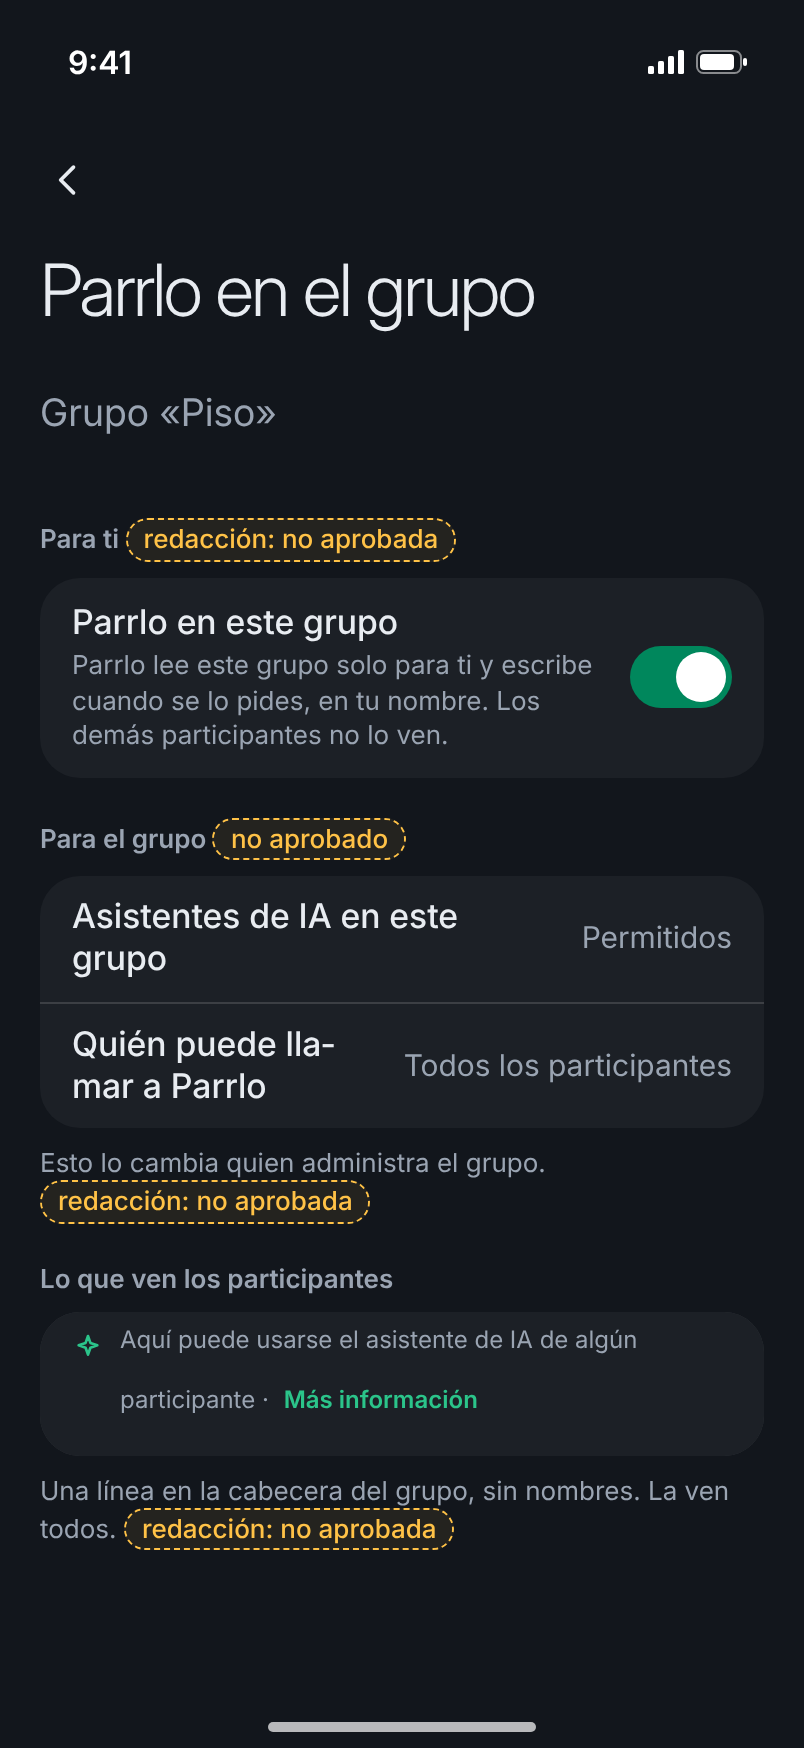 9:41
Parrlo en el grupo
Grupo «Piso»
Para ti redacción: no aprobada
Parrlo en este grupo
Parrlo lee este grupo solo para ti y escribe
cuando se lo pides, en tu nombre. Los
demás participantes no lo ven.
Para el grupo no aprobado
Asistentes de IA en este
grupo
Permitidos
Quién puede lla-
mar a Parrlo
Todos los participantes
Esto lo cambia quien administra el grupo.
redacción: no aprobada
Lo que ven los participantes
Aquí puede usarse el asistente de IA de algún
participante · Más información
Una línea en la cabecera del grupo, sin nombres. La ven
todos. redacción: no aprobada